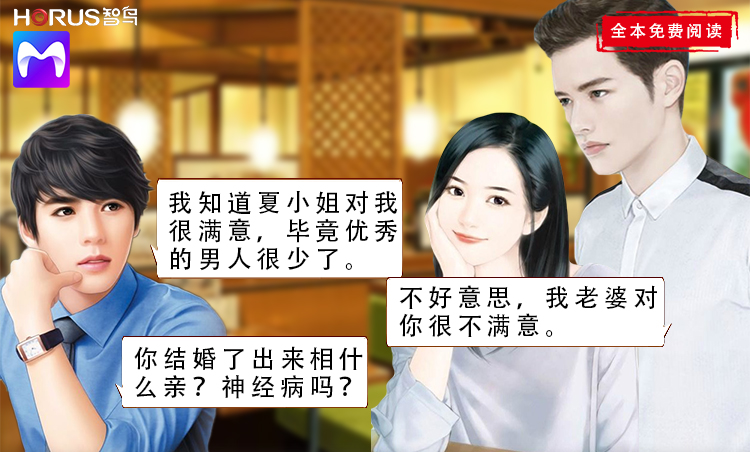 HORUS智鸟
全本免费阅读
我知道夏小姐对我
很满意，毕竟优秀
的男人很少了。
不好意思，我老婆对
你很不满意。
你结婚了出来相什
么亲？神经病吗？